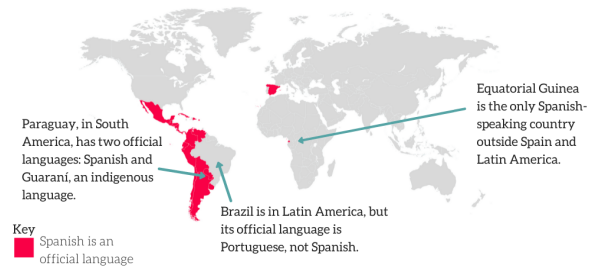 Equatorial Guinea
is the only Spanish-
speaking country
outside Spain and
Latin America.
Paraguay, in South
America, has two official
languages: Spanish and
Guaraní, an indigenous
language.
Brazil is in Latin America, but
its official language is
Portuguese, not Spanish.
Key
Spanish is an
official language